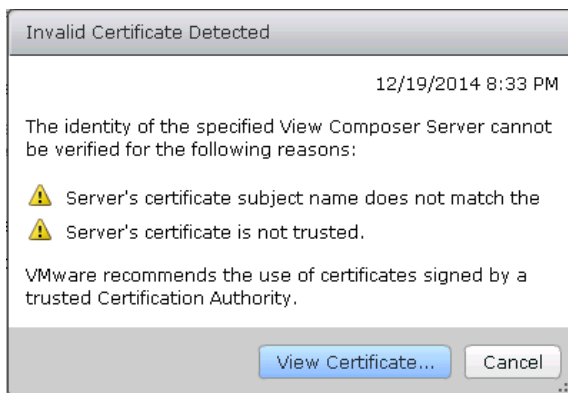 Invalid Certificate Detected
12/19/2014 8:33 PM
The identity of the specified View Composer Server cannot
be verified for the following reasons:
Server's certificate subject name does not match the
Server's certificate is not trusted.
VMware recommends the use of certificates signed by a
trusted Certification Authority.
View Certificate... Cancel